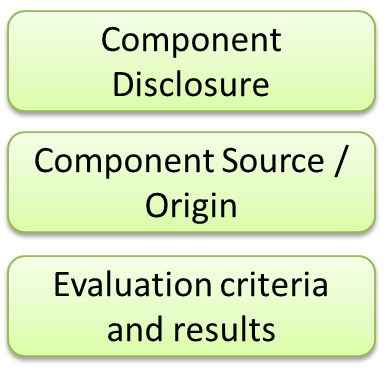 Component
Disclosure
Component Source /
Origin
Evaluation criteria
and results